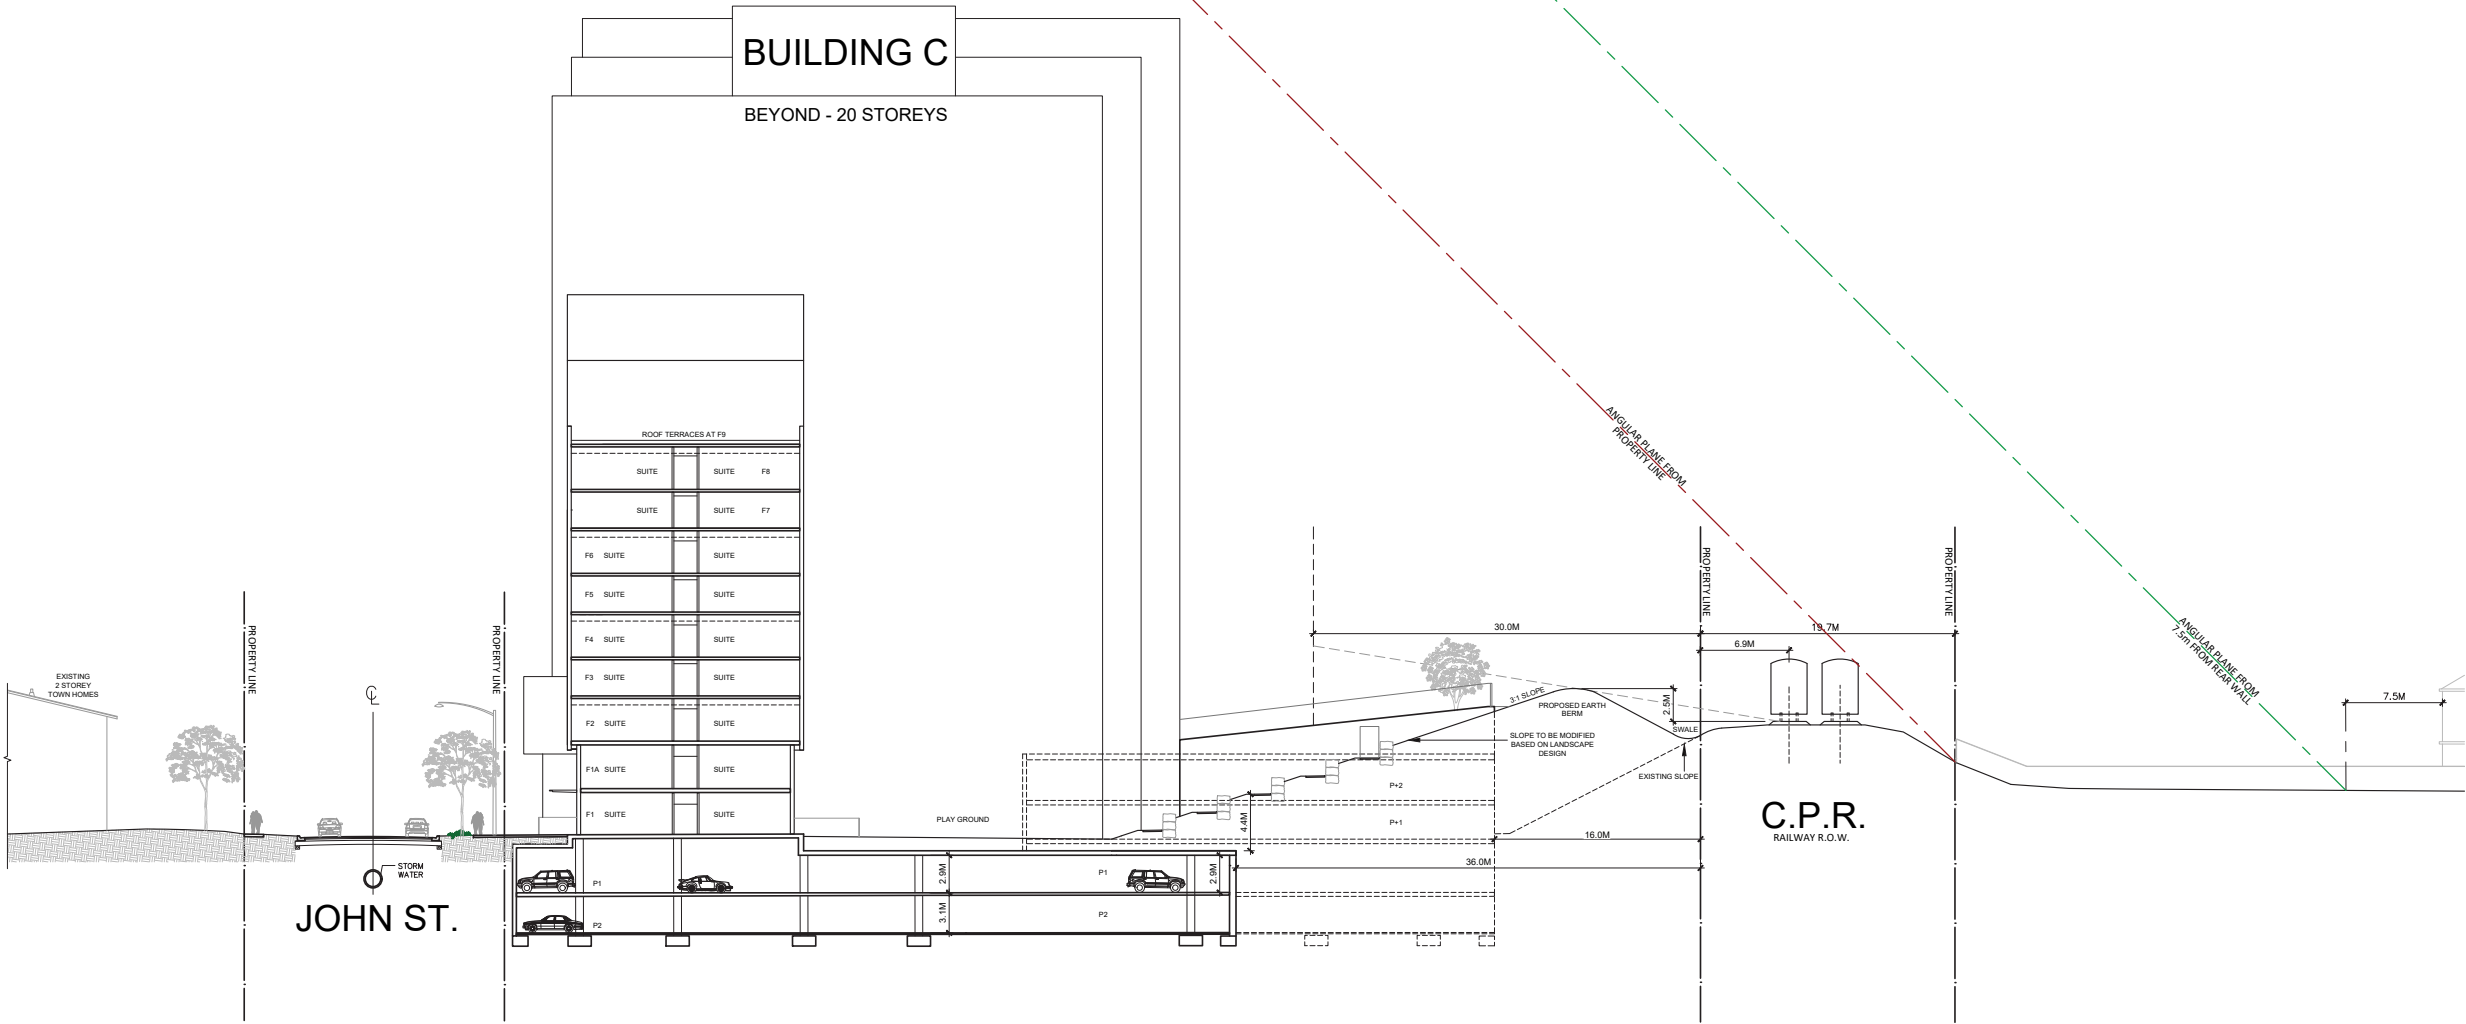 BUILDING C
BEYOND - 20 STOREYS
ANGULAR PLANE FROM
PROPERTY LINE
ROOF TERRACES AT F9
SUITE SUITE F8
SUITE SUITE F7
F6 SUITE SUITE
F5 SUITE SUITE
F4 SUITE SUITE
F3 SUITE SUITE
F2 SUITE SUITE
F1A SUITE SUITE
F1 SUITE SUITE
PROPERTY LINE
PROPERTY LINE
PROPERTY LINE
PROPERTY LINE
ANGULAR PLANE FROM
7.5m FROM REAR WALL
30.0M
19.7M
6.9M
7.5M
EXISTING
2 STOREY
TOWN HOMES
CL
3:1 SLOPE
PROPOSED EARTH
BERM
2.5M
SWALE
SLOPE TO BE MODIFIED
BASED ON LANDSCAPE
DESIGN
EXISTING SLOPE
P+2
P+1
4.4M
PLAY GROUND
C.P.R.
RAILWAY R.O.W.
16.0M
36.0M
STORM
WATER
JOHN ST.
P1
2.9M
P1
2.9M
P2
3.1M
P2